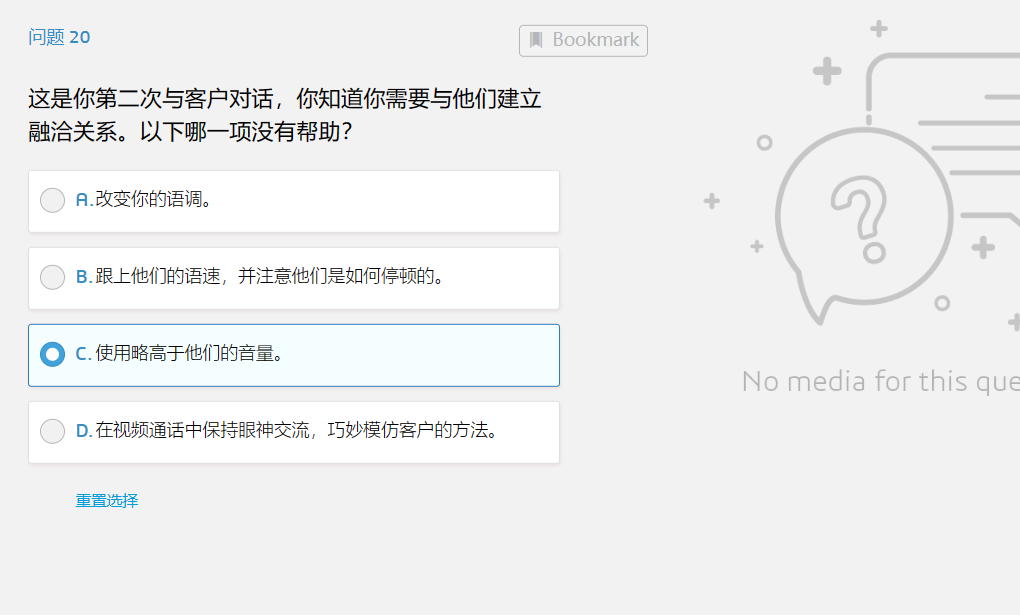 问题 20
Bookmark
这是你第二次与客户对话，你知道你需要与他们建立
融洽关系。以下哪一项没有帮助？
A.改变你的语调。
B.跟上他们的语速，并注意他们是如何停顿的。
C.使用略高于他们的音量。
D.在视频通话中保持眼神交流，巧妙模仿客户的方法。
重置选择
No media for this que